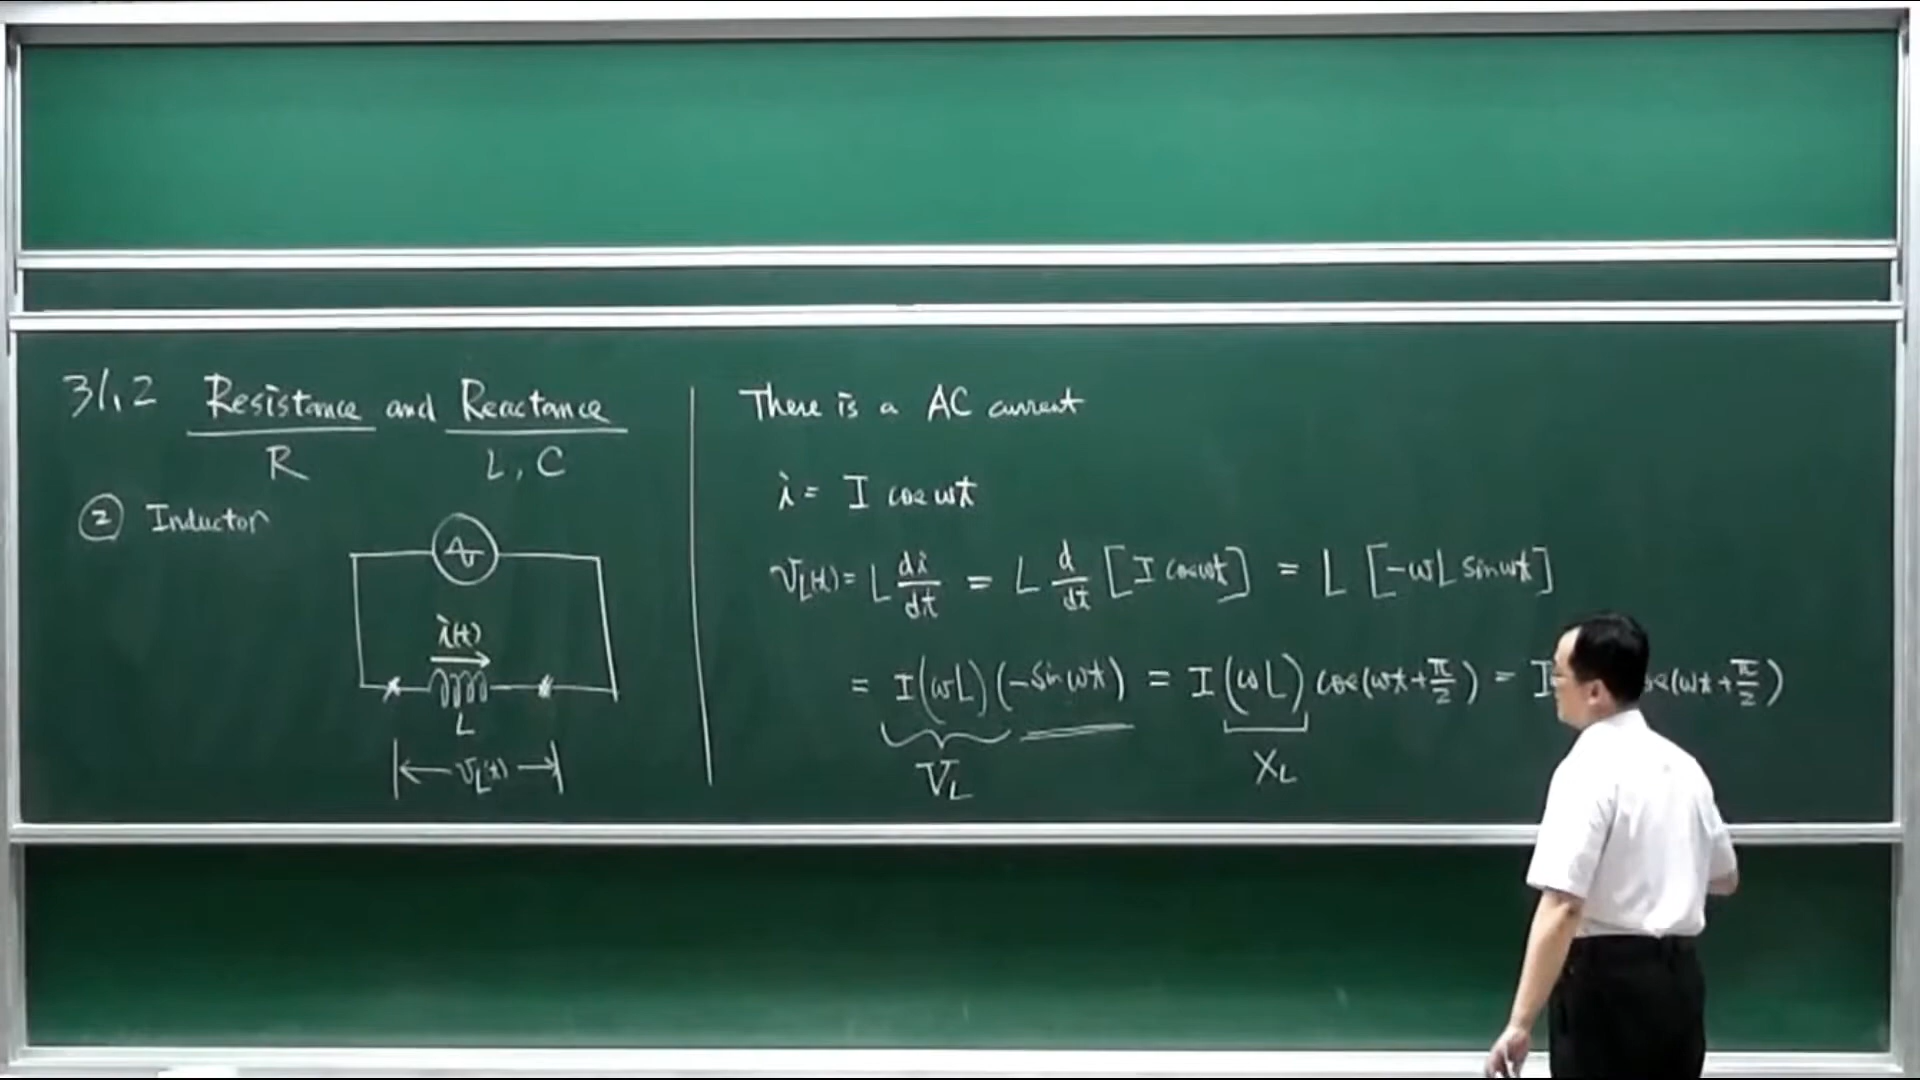 31.2 Resistance and Reactance
R L, C
② Inductor
i(t)
L
V_L(t)
There is a AC current
i = I cos ωt
V_L(t) = L di/dt = L d/dt [I cos ωt] = L [-ωL sin ωt]
= I(ωL)(-sin ωt) = I(ωL) cos(ωt + π/2) = I cos(ωt + π/2)
V_L X_L